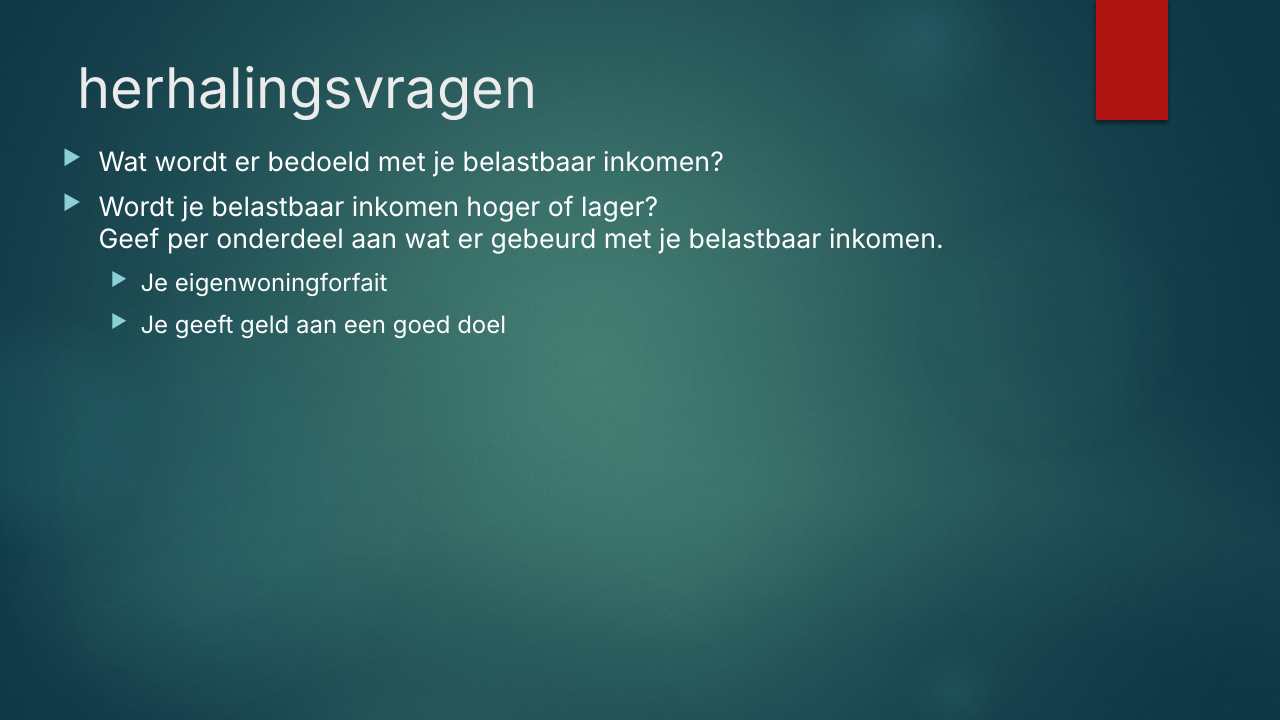 herhalingsvragen
Wat wordt er bedoeld met je belastbaar inkomen?
Wordt je belastbaar inkomen hoger of lager?
Geef per onderdeel aan wat er gebeurd met je belastbaar inkomen.
Je eigenwoningforfait
Je geeft geld aan een goed doel